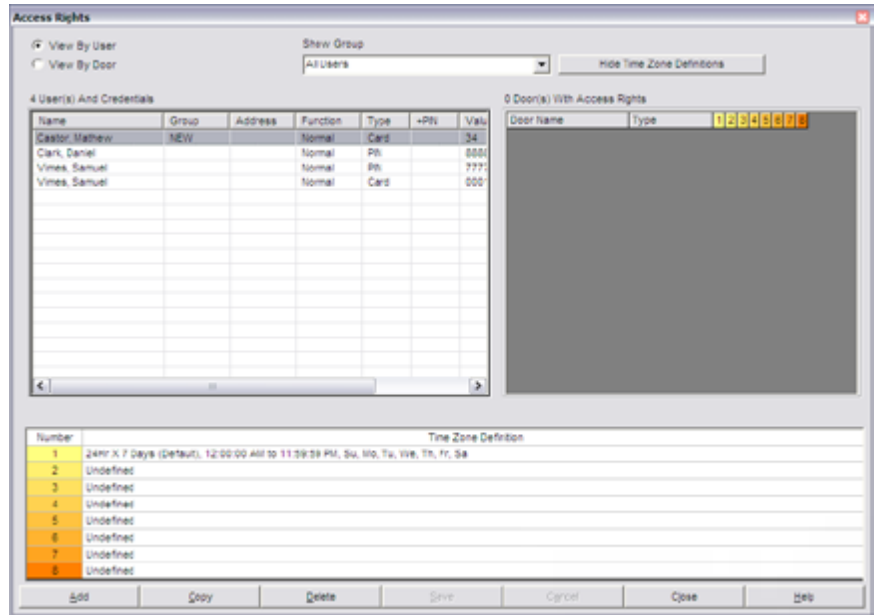 Access Rights
View By User
View By Door
Show Group
All Users
Hide Time Zone Definitions
4 User(s) And Credentials
Name Group Address Function Type +PIN Valu
Castor, Mathew NEW Normal Card 34
Clark, Daniel Normal PIN 8888
Vimes, Samuel Normal PIN 7777
Vimes, Samuel Normal Card 0001
0 Door(s) With Access Rights
Door Name Type 1 2 3 4 5 6 7 8
Number Time Zone Definition
1 24Hr X 7 Days (Default), 12:00:00 AM to 11:59:59 PM, Su, Mo, Tu, We, Th, Fr, Sa
2 Undefined
3 Undefined
4 Undefined
5 Undefined
6 Undefined
7 Undefined
8 Undefined
Add Copy Delete Save Cancel Close Help